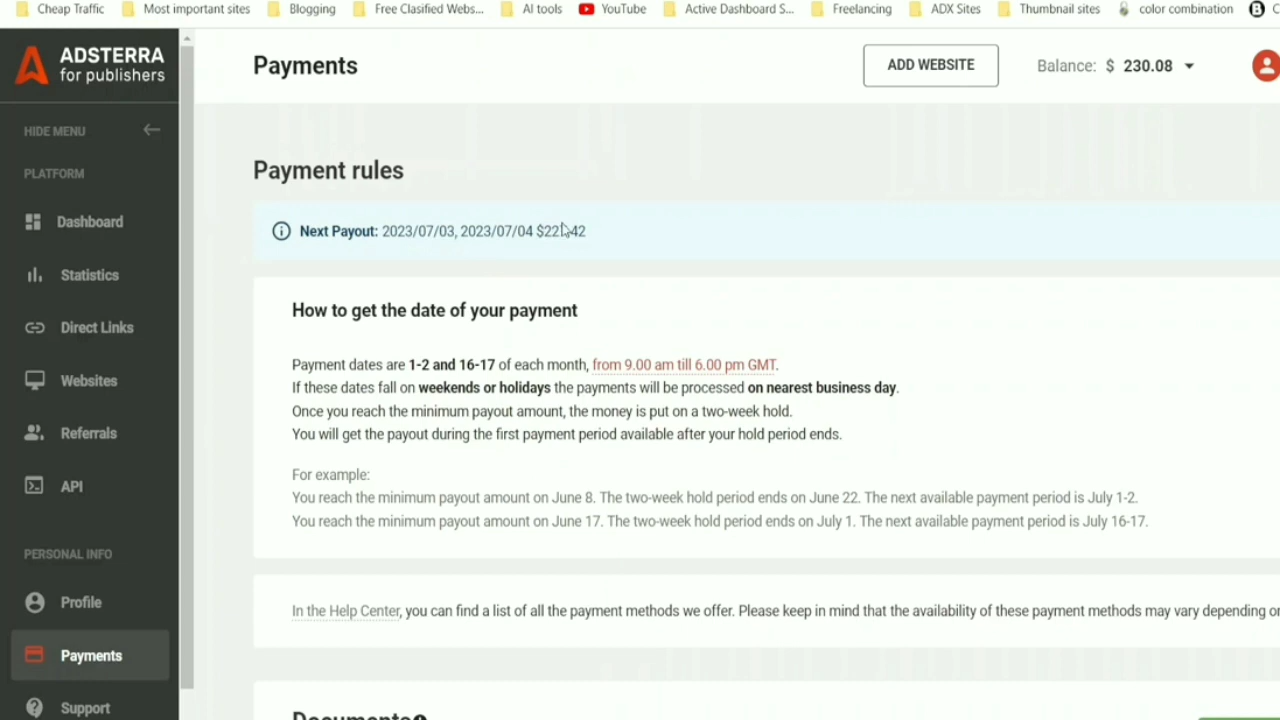 Cheap Traffic Most important sites Blogging Free Clasified Webs... AI tools YouTube Active Dashboard S... Freelancing ADX Sites Thumbnail sites color combination
ADSTERRA
for publishers
Payments
ADD WEBSITE
Balance: $ 230.08
HIDE MENU
PLATFORM
Dashboard
Statistics
Direct Links
Websites
Referrals
API
PERSONAL INFO
Profile
Payments
Support
Payment rules
Next Payout: 2023/07/03, 2023/07/04
How to get the date of your payment
Payment dates are 1-2 and 16-17 of each month, from 9.00 am till 6.00 pm GMT.
If these dates fall on weekends or holidays the payments will be processed on nearest business day.
Once you reach the minimum payout amount, the money is put on a two-week hold.
You will get the payout during the first payment period available after your hold period ends.
For example:
You reach the minimum payout amount on June 8. The two-week hold period ends on June 22. The next available payment period is July 1-2.
You reach the minimum payout amount on June 17. The two-week hold period ends on July 1. The next available payment period is July 16-17.
In the Help Center, you can find a list of all the payment methods we offer. Please keep in mind that the availability of these payment methods may vary depending
Documents